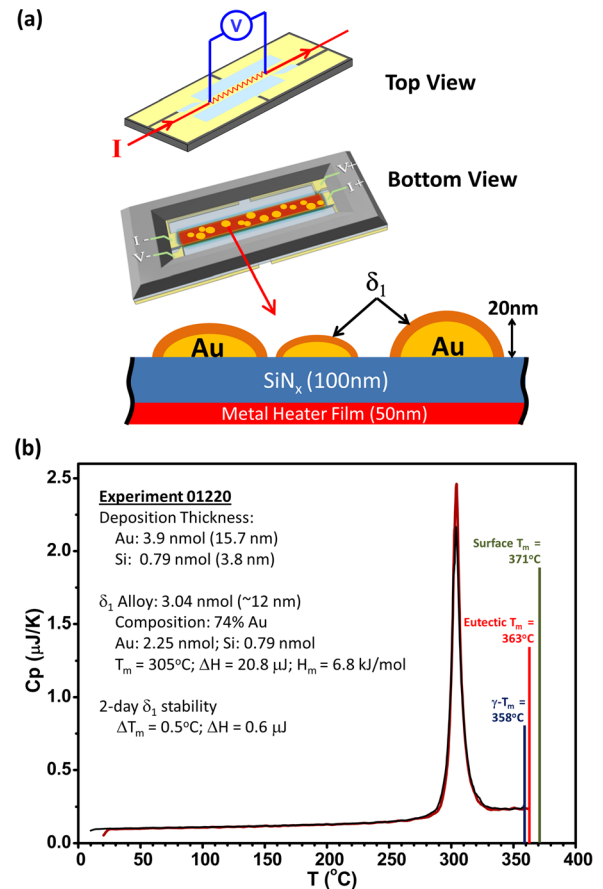 (a)
V
Top View
I
Bottom View
V+
I+
I-
V-
δ₁
20nm
Au
Au
SiNₓ (100nm)
Metal Heater Film (50nm)
(b)
2.5
2.0
1.5
1.0
0.5
0.0
Cp (μJ/K)
Experiment 01220
Deposition Thickness:
Au: 3.9 nmol (15.7 nm)
Si: 0.79 nmol (3.8 nm)
δ₁ Alloy: 3.04 nmol (~12 nm)
Composition: 74% Au
Au: 2.25 nmol; Si: 0.79 nmol
Tₘ = 305°C; ΔH = 20.8 μJ; Hₘ = 6.8 kJ/mol
2-day δ₁ stability
ΔTₘ = 0.5°C; ΔH = 0.6 μJ
Surface Tₘ =
371°C
Eutectic Tₘ =
363°C
γ-Tₘ =
358°C
0 50 100 150 200 250 300 350 400
T (°C)